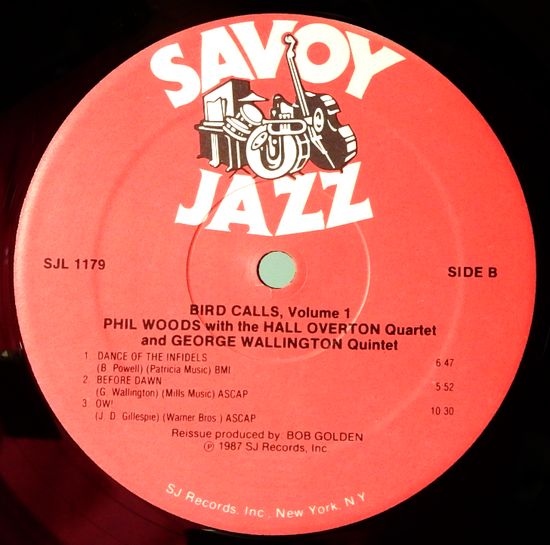 SAVOY
JAZZ
SJL 1179
SIDE B
BIRD CALLS, Volume 1
PHIL WOODS with the HALL OVERTON Quartet
and GEORGE WALLINGTON Quintet
1. DANCE OF THE INFIDELS 6:47
(B. Powell) (Patricia Music) BMI
2. BEFORE DAWN 5:52
(G. Wallington) (Mills Music) ASCAP
3. OW! 10:30
(J. D. Gillespie) (Warner Bros.) ASCAP
Reissue produced by: BOB GOLDEN
℗ 1987 SJ Records, Inc.
SJ Records, Inc., New York, N.Y.